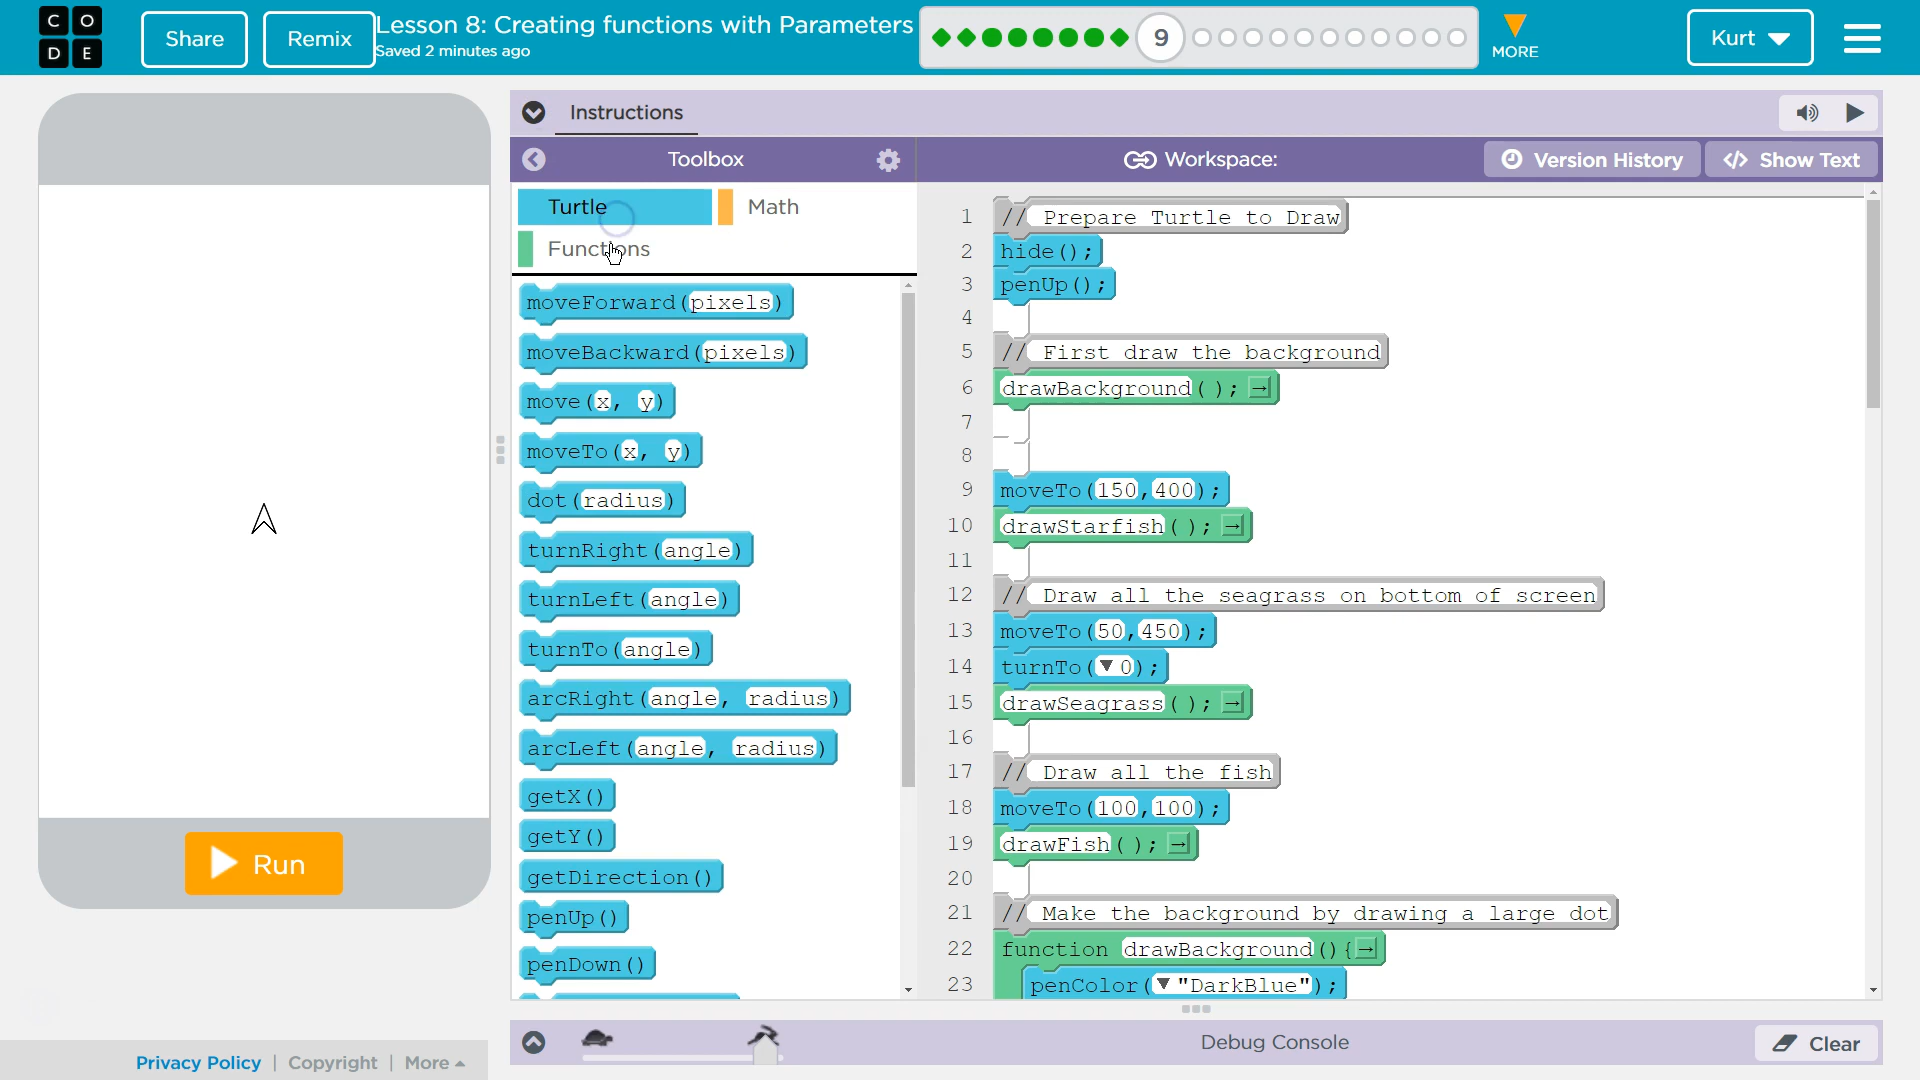 C O
D E
Share
Remix
Lesson 8: Creating functions with Parameters
Saved 2 minutes ago
9
MORE
Kurt
Instructions
Toolbox
Workspace:
Version History
</> Show Text
Turtle
Math
Functions
moveForward(pixels)
moveBackward(pixels)
move(x, y)
moveTo(x, y)
dot(radius)
turnRight(angle)
turnLeft(angle)
turnTo(angle)
arcRight(angle, radius)
arcLeft(angle, radius)
getX()
getY()
getDirection()
penUp()
penDown()
1 // Prepare Turtle to Draw
2 hide();
3 penUp();
4
5 // First draw the background
6 drawBackground( );
7
8
9 moveTo(150,400);
10 drawStarfish( );
11
12 // Draw all the seagrass on bottom of screen
13 moveTo(50,450);
14 turnTo(▼ 0);
15 drawSeagrass( );
16
17 // Draw all the fish
18 moveTo(100,100);
19 drawFish( );
20
21 // Make the background by drawing a large dot
22 function drawBackground(){
23 penColor(▼ "DarkBlue");
Run
Debug Console
Clear
Privacy Policy | Copyright | More